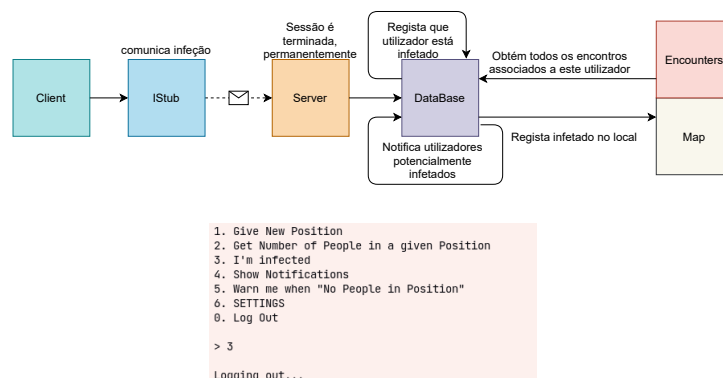 Client
comunica infeção
IStub
Sessão é
terminada,
permanentemente
Server
Regista que
utilizador está
infetado
DataBase
Notifica utilizadores
potencialmente
infetados
Obtém todos os encontros
associados a este utilizador
Regista infetado no local
Encounters
Map
1. Give New Position
2. Get Number of People in a given Position
3. I'm infected
4. Show Notifications
5. Warn me when "No People in Position"
6. SETTINGS
0. Log Out
> 3
Logging out...